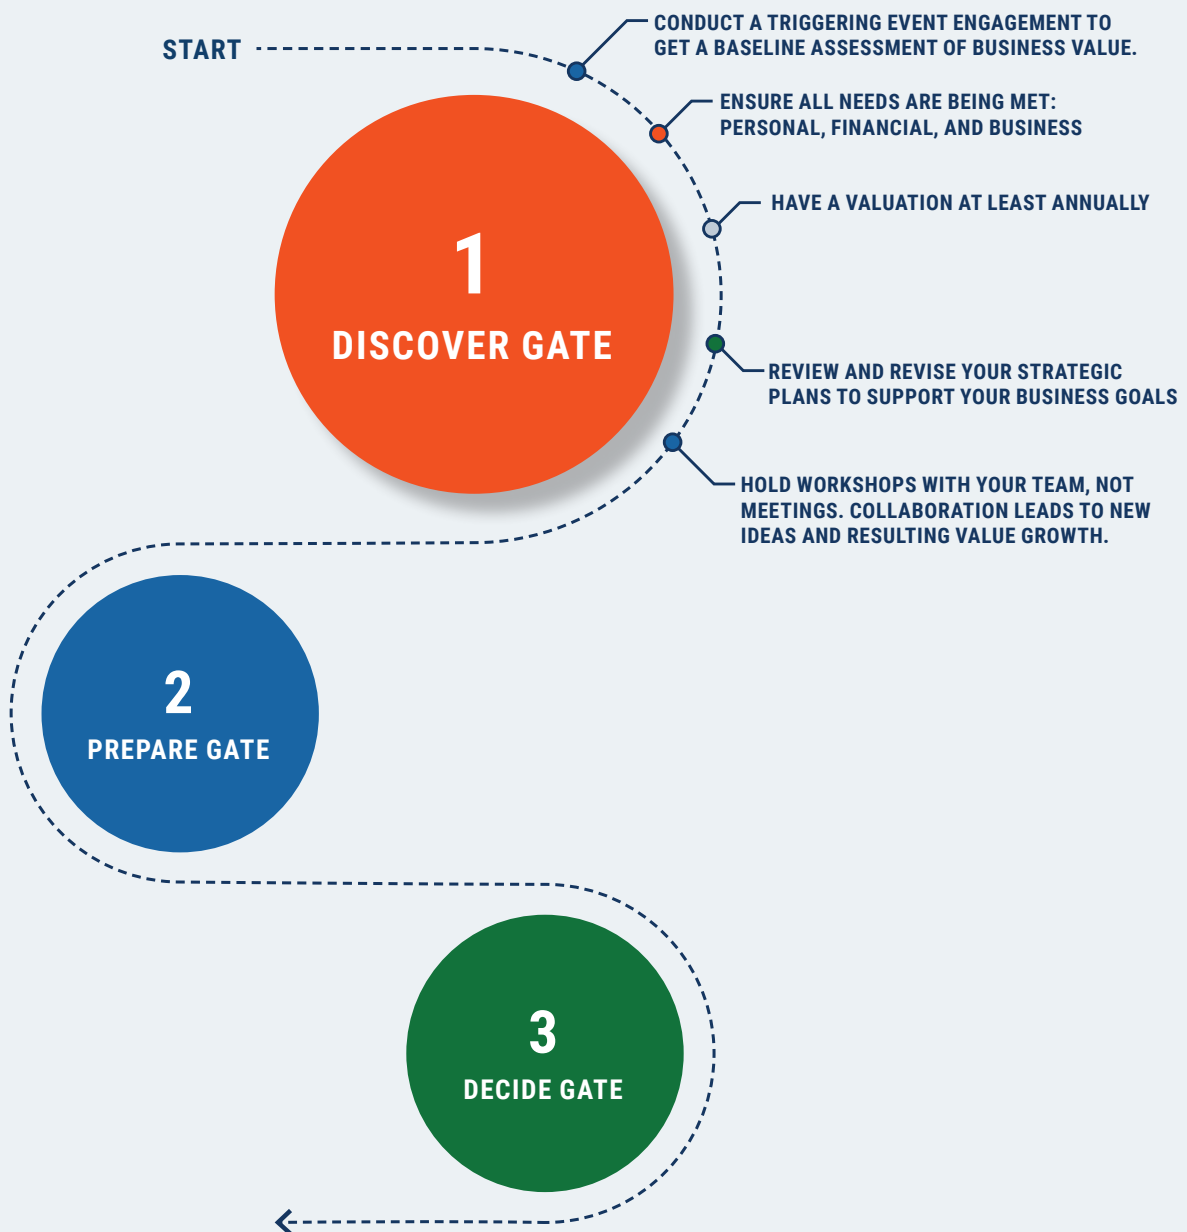 START
CONDUCT A TRIGGERING EVENT ENGAGEMENT TO
GET A BASELINE ASSESSMENT OF BUSINESS VALUE.
ENSURE ALL NEEDS ARE BEING MET:
PERSONAL, FINANCIAL, AND BUSINESS
HAVE A VALUATION AT LEAST ANNUALLY
1
DISCOVER GATE
REVIEW AND REVISE YOUR STRATEGIC
PLANS TO SUPPORT YOUR BUSINESS GOALS
HOLD WORKSHOPS WITH YOUR TEAM, NOT
MEETINGS. COLLABORATION LEADS TO NEW
IDEAS AND RESULTING VALUE GROWTH.
2
PREPARE GATE
3
DECIDE GATE